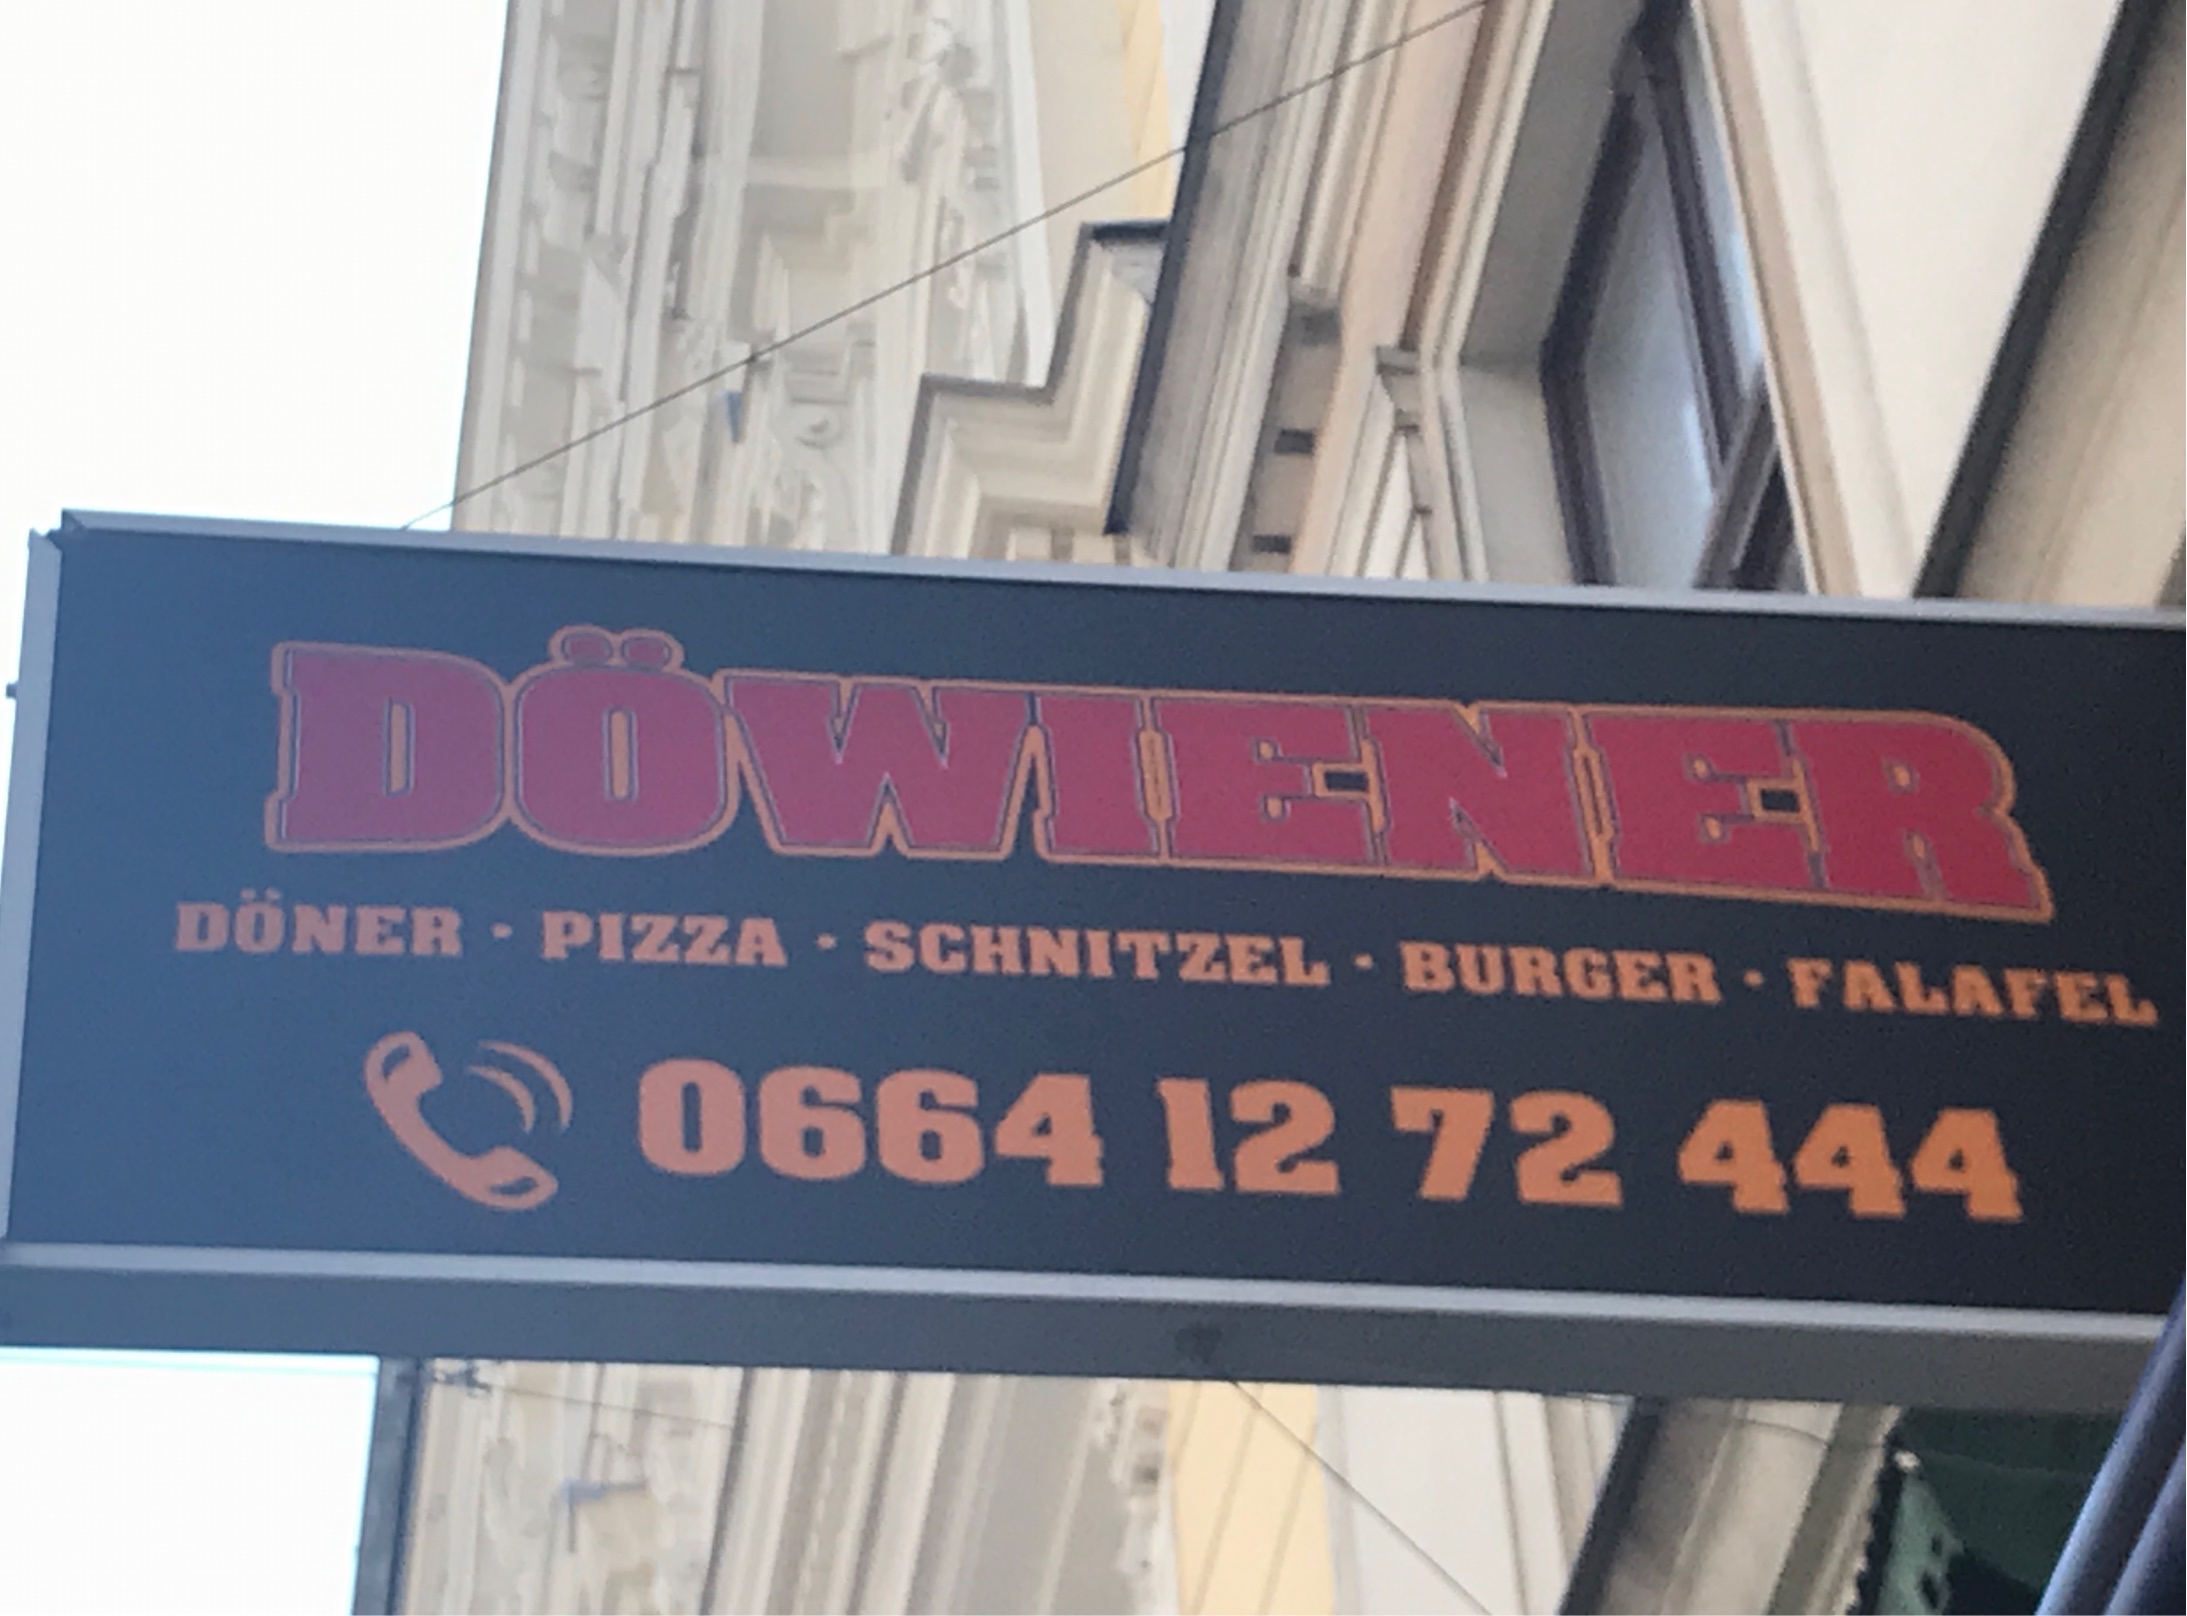 DÖWIENER
DÖNER · PIZZA · SCHNITZEL · BURGER · FALAFEL
0664 12 72 444